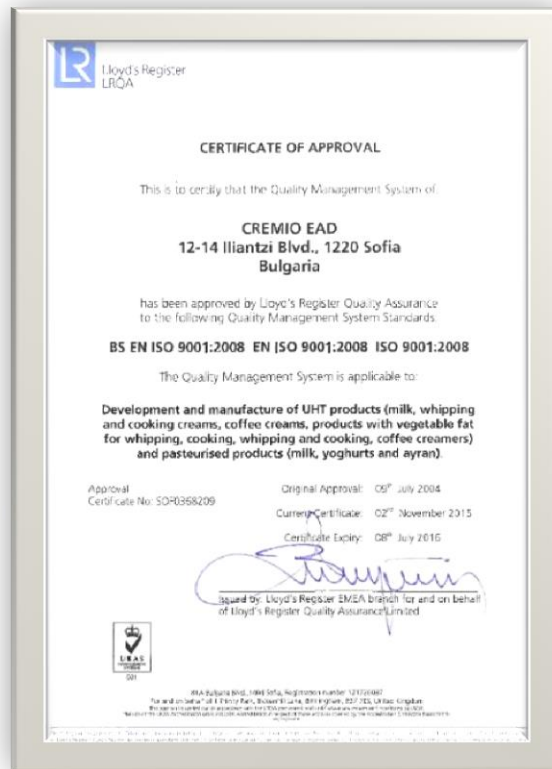 LR
Lloyd's Register
LRQA
CERTIFICATE OF APPROVAL
This is to certify that the Quality Management System of:
CREMIO EAD
12-14 Iliantzi Blvd., 1220 Sofia
Bulgaria
has been approved by Lloyd's Register Quality Assurance
to the following Quality Management System Standards:
BS EN ISO 9001:2008 EN ISO 9001:2008 ISO 9001:2008
The Quality Management System is applicable to:
Development and manufacture of UHT products (milk, whipping
and cooking creams, coffee creams, products with vegetable fat
for whipping, cooking, whipping and cooking, coffee creamers)
and pasteurised products (milk, yoghurts and ayran).
Approval
Certificate No: SOF0368209
Original Approval: 09th July 2004
Current Certificate: 02nd November 2015
Certificate Expiry: 08th July 2016
Issued by: Lloyd's Register EMEA branch for and on behalf
of Lloyd's Register Quality Assurance Limited
UKAS
001